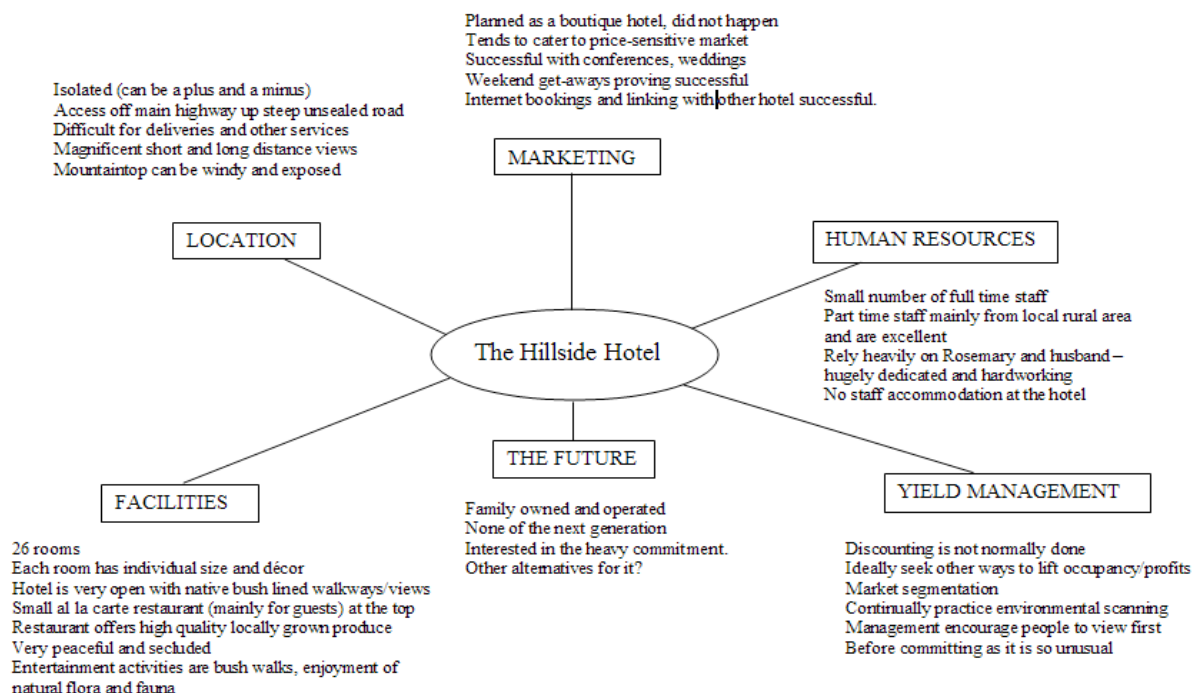 Planned as a boutique hotel, did not happen
Tends to cater to price-sensitive market
Successful with conferences, weddings
Weekend get-aways proving successful
Internet bookings and linking with other hotel successful.
MARKETING
Isolated (can be a plus and a minus)
Access off main highway up steep unsealed road
Difficult for deliveries and other services
Magnificent short and long distance views
Mountaintop can be windy and exposed
LOCATION
HUMAN RESOURCES
Small number of full time staff
Part time staff mainly from local rural area
and are excellent
Rely heavily on Rosemary and husband –
hugely dedicated and hardworking
No staff accommodation at the hotel
The Hillside Hotel
THE FUTURE
Family owned and operated
None of the next generation
Interested in the heavy commitment.
Other alternatives for it?
FACILITIES
26 rooms
Each room has individual size and décor
Hotel is very open with native bush lined walkways/views
Small al la carte restaurant (mainly for guests) at the top
Restaurant offers high quality locally grown produce
Very peaceful and secluded
Entertainment activities are bush walks, enjoyment of
natural flora and fauna
YIELD MANAGEMENT
Discounting is not normally done
Ideally seek other ways to lift occupancy/profits
Market segmentation
Continually practice environmental scanning
Management encourage people to view first
Before committing as it is so unusual